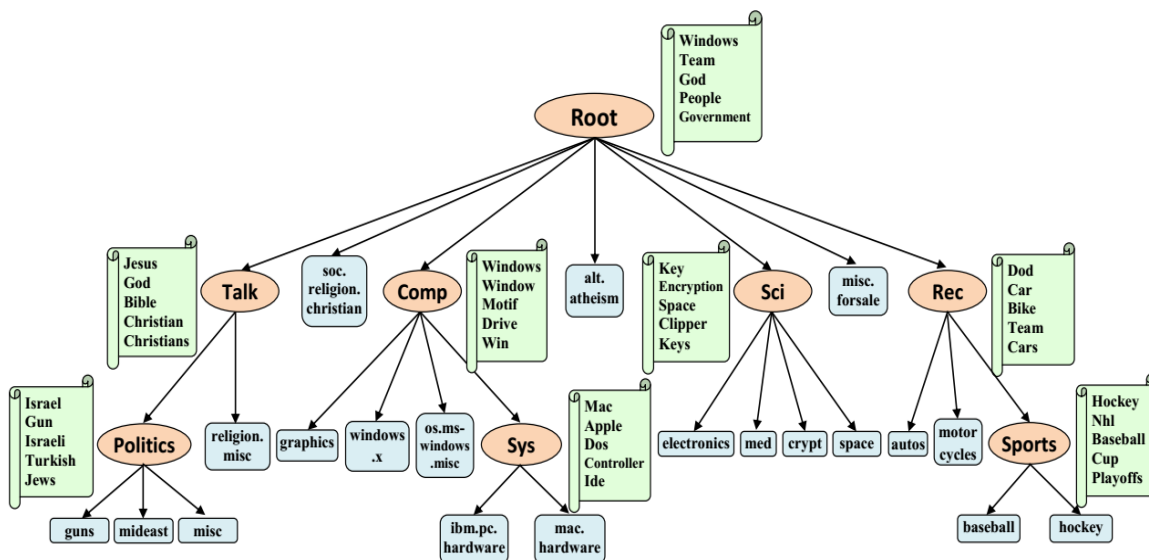 Windows
Team
God
People
Government
Root
Jesus
God
Bible
Christian
Christians
Talk
soc.
religion.
christian
Comp
Windows
Window
Motif
Drive
Win
alt.
atheism
Key
Encryption
Space
Clipper
Keys
Sci
misc.
forsale
Rec
Dod
Car
Bike
Team
Cars
Israel
Gun
Israeli
Turkish
Jews
Politics
religion.
misc
graphics
windows
.x
os.ms-
windows
.misc
Sys
Mac
Apple
Dos
Controller
Ide
electronics
med
crypt
space
autos
motor
cycles
Sports
Hockey
Nhl
Baseball
Cup
Playoffs
guns
mideast
misc
ibm.pc.
hardware
mac.
hardware
baseball
hockey